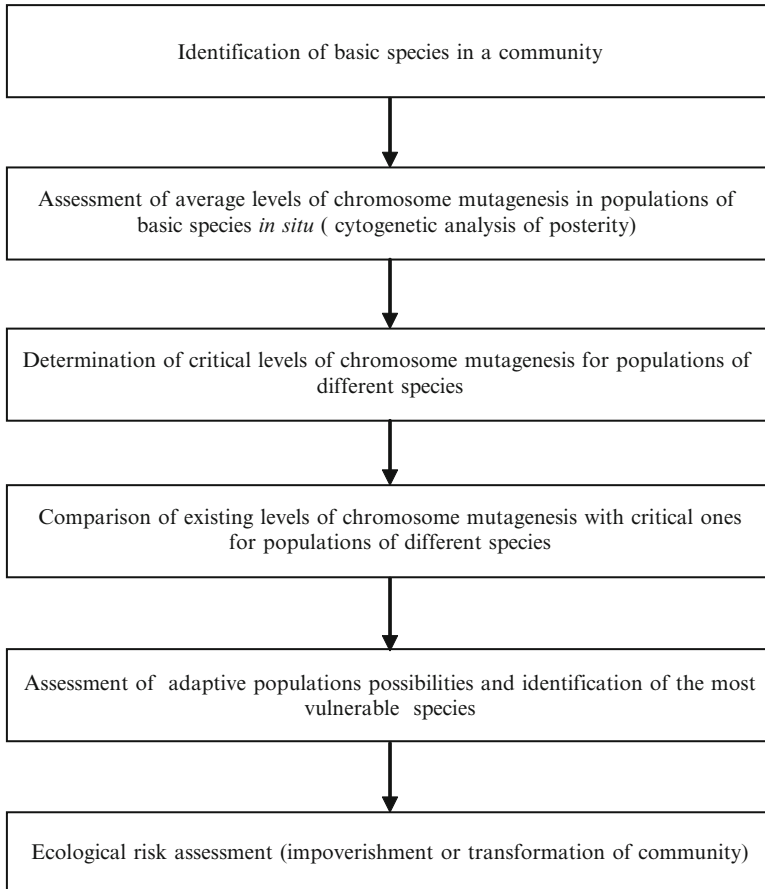 Identification of basic species in a community
Assessment of average levels of chromosome mutagenesis in populations of
basic species in situ ( cytogenetic analysis of posterity)
Determination of critical levels of chromosome mutagenesis for populations of
different species
Comparison of existing levels of chromosome mutagenesis with critical ones
for populations of different species
Assessment of adaptive populations possibilities and identification of the most
vulnerable species
Ecological risk assessment (impoverishment or transformation of community)